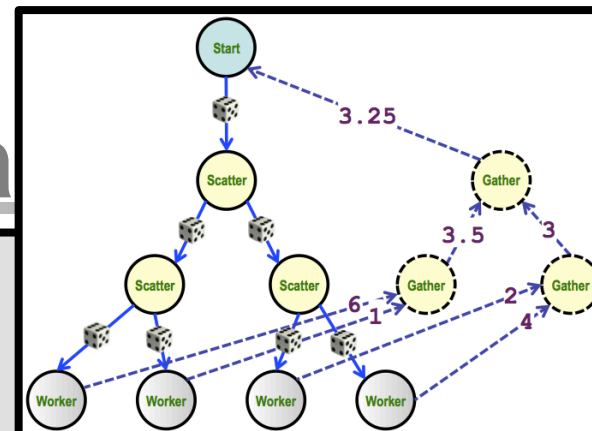 Start
3.25
a
Scatter
Gather
3.5
3
Scatter
Scatter
Gather
Gather
6
1
2
4
Worker
Worker
Worker
Worker